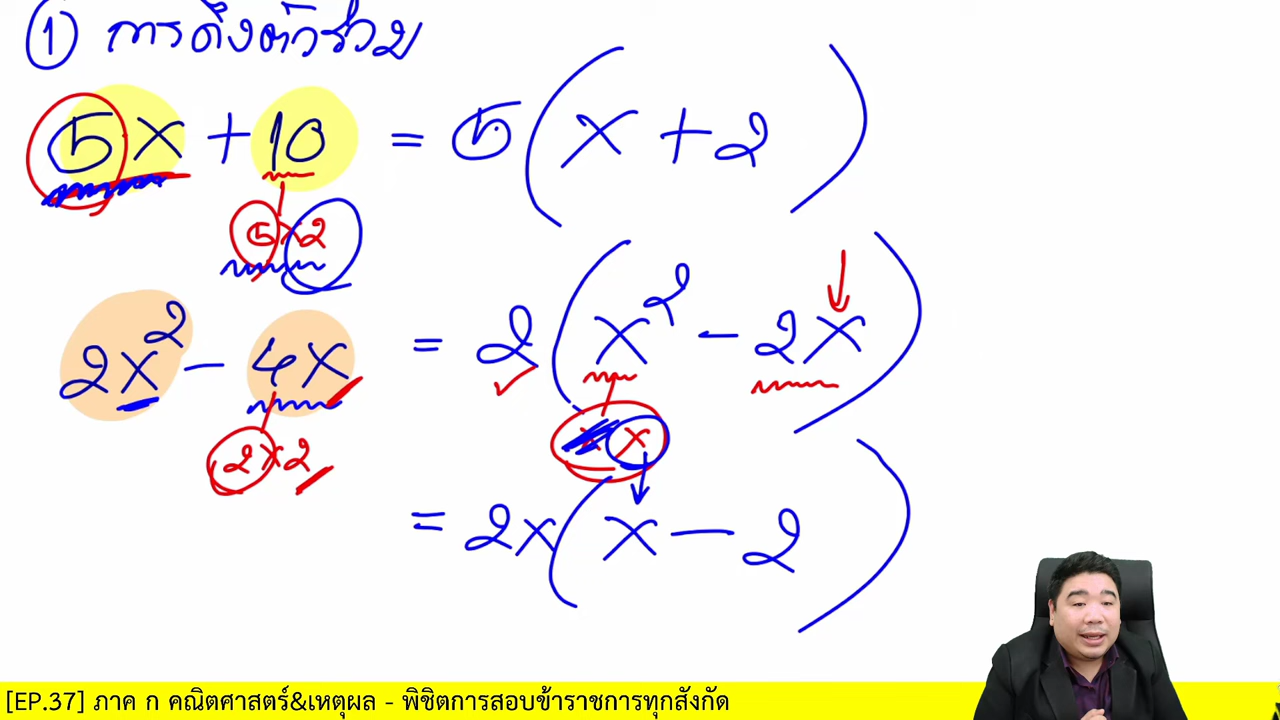 ① การดึงตัวร่วม
5x + 10 = 5(x + 2)
5×2
2x² - 4x = 2(x² - 2x)
2×2
x x
= 2x(x - 2)
[EP.37] ภาค ก คณิตศาสตร์&เหตุผล - พิชิตการสอบข้าราชการทุกสังกัด